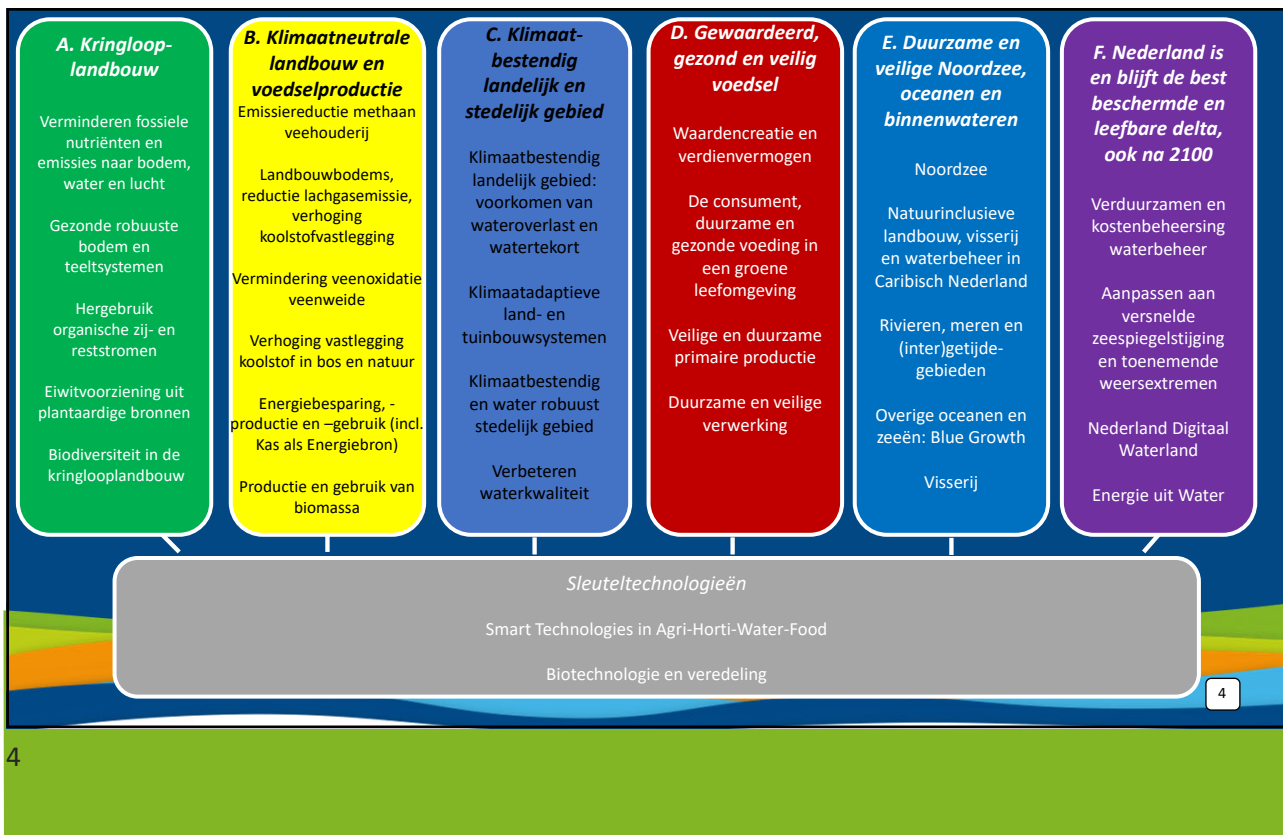 A. Kringloop-
landbouw
Verminderen fossiele
nutriënten en
emissies naar bodem,
water en lucht
Gezonde robuuste
bodem en
teeltsystemen
Hergebruik
organische zij- en
reststromen
Eiwitvoorziening uit
plantaardige bronnen
Biodiversiteit in de
kringlooplandbouw
B. Klimaatneutrale
landbouw en
voedselproductie
Emissiereductie methaan
veehouderij
Landbouwbodems,
reductie lachgasemissie,
verhoging
koolstofvastlegging
Vermindering veenoxidatie
veenweide
Verhoging vastlegging
koolstof in bos en natuur
Energiebesparing, -
productie en –gebruik (incl.
Kas als Energiebron)
Productie en gebruik van
biomassa
C. Klimaat-
bestendig
landelijk en
stedelijk gebied
Klimaatbestendig
landelijk gebied:
voorkomen van
wateroverlast en
watertekort
Klimaatadaptieve
land- en
tuinbouwsystemen
Klimaatbestendig
en water robuust
stedelijk gebied
Verbeteren
waterkwaliteit
D. Gewaardeerd,
gezond en veilig
voedsel
Waardencreatie en
verdienvermogen
De consument,
duurzame en
gezonde voeding in
een groene
leefomgeving
Veilige en duurzame
primaire productie
Duurzame en veilige
verwerking
E. Duurzame en
veilige Noordzee,
oceanen en
binnenwateren
Noordzee
Natuurinclusieve
landbouw, visserij
en waterbeheer in
Caribisch Nederland
Rivieren, meren en
(inter)getijde-
gebieden
Overige oceanen en
zeeën: Blue Growth
Visserij
F. Nederland is
en blijft de best
beschermde en
leefbare delta,
ook na 2100
Verduurzamen en
kostenbeheersing
waterbeheer
Aanpassen aan
versnelde
zeespiegelstijging
en toenemende
weersextremen
Nederland Digitaal
Waterland
Energie uit Water
Sleuteltechnologieën
Smart Technologies in Agri-Horti-Water-Food
Biotechnologie en veredeling
4
4